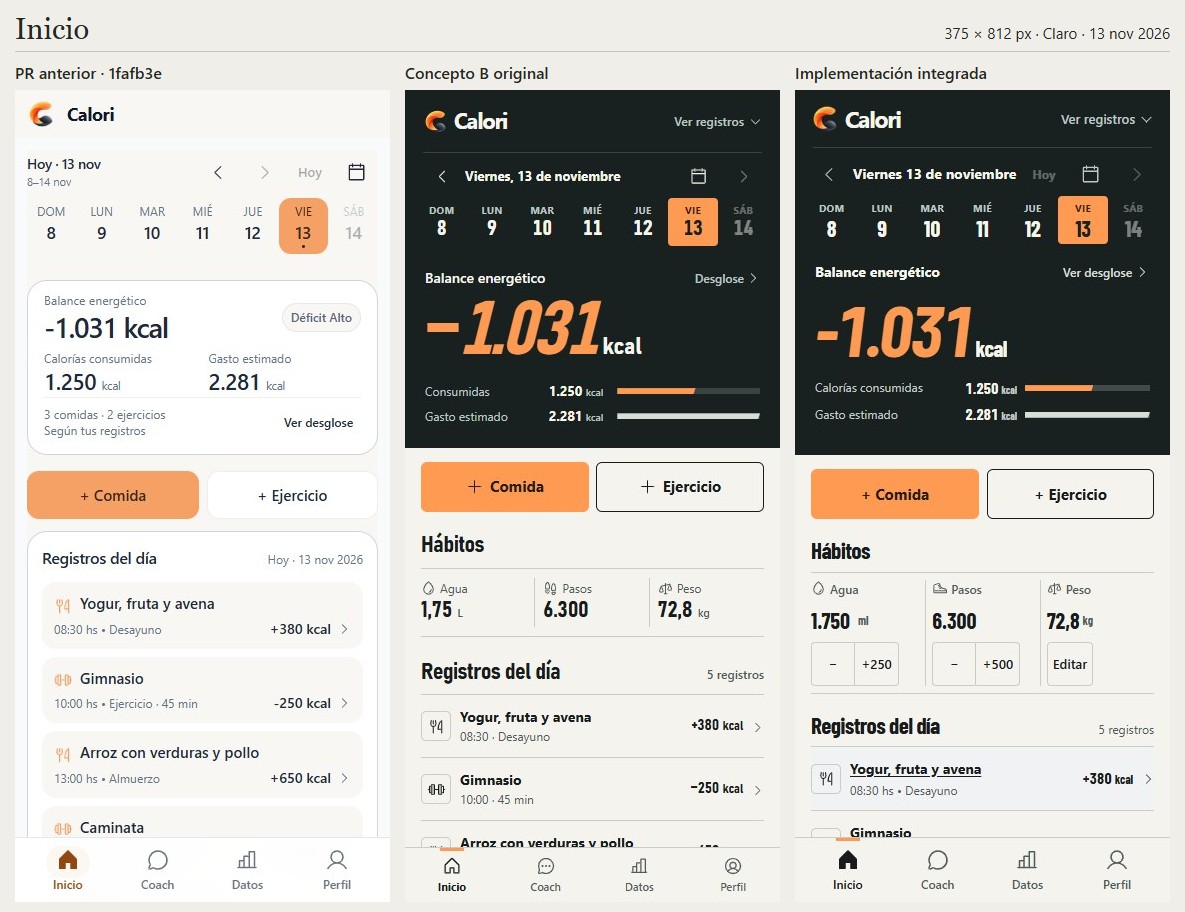 Inicio
375 × 812 px · Claro · 13 nov 2026
PR anterior · 1fafb3e
Calori
Hoy · 13 nov
8–14 nov
Hoy
DOM LUN MAR MIÉ JUE VIE SÁB
8 9 10 11 12 13 14
Balance energético
-1.031 kcal
Déficit Alto
Calorías consumidas Gasto estimado
1.250 kcal 2.281 kcal
3 comidas · 2 ejercicios
Según tus registros
Ver desglose
+ Comida + Ejercicio
Registros del día Hoy · 13 nov 2026
Yogur, fruta y avena
08:30 hs • Desayuno +380 kcal
Gimnasio
10:00 hs • Ejercicio · 45 min -250 kcal
Arroz con verduras y pollo
13:00 hs • Almuerzo +650 kcal
Caminata
Inicio Coach Datos Perfil
Concepto B original
Calori Ver registros
Viernes, 13 de noviembre
DOM LUN MAR MIÉ JUE VIE SÁB
8 9 10 11 12 13 14
Balance energético Desglose
−1.031 kcal
Consumidas 1.250 kcal
Gasto estimado 2.281 kcal
+ Comida + Ejercicio
Hábitos
Agua Pasos Peso
1,75 L 6.300 72,8 kg
Registros del día 5 registros
Yogur, fruta y avena
08:30 · Desayuno +380 kcal
Gimnasio
10:00 · 45 min −250 kcal
Arroz con verduras y pollo
Inicio Coach Datos Perfil
Implementación integrada
Calori Ver registros
Viernes 13 de noviembre Hoy
DOM LUN MAR MIÉ JUE VIE SÁB
8 9 10 11 12 13 14
Balance energético Ver desglose
-1.031 kcal
Calorías consumidas 1.250 kcal
Gasto estimado 2.281 kcal
+ Comida + Ejercicio
Hábitos
Agua Pasos Peso
1.750 ml 6.300 72,8 kg
− +250 − +500 Editar
Registros del día 5 registros
Yogur, fruta y avena
08:30 hs • Desayuno +380 kcal
Gimnasio
Inicio Coach Datos Perfil